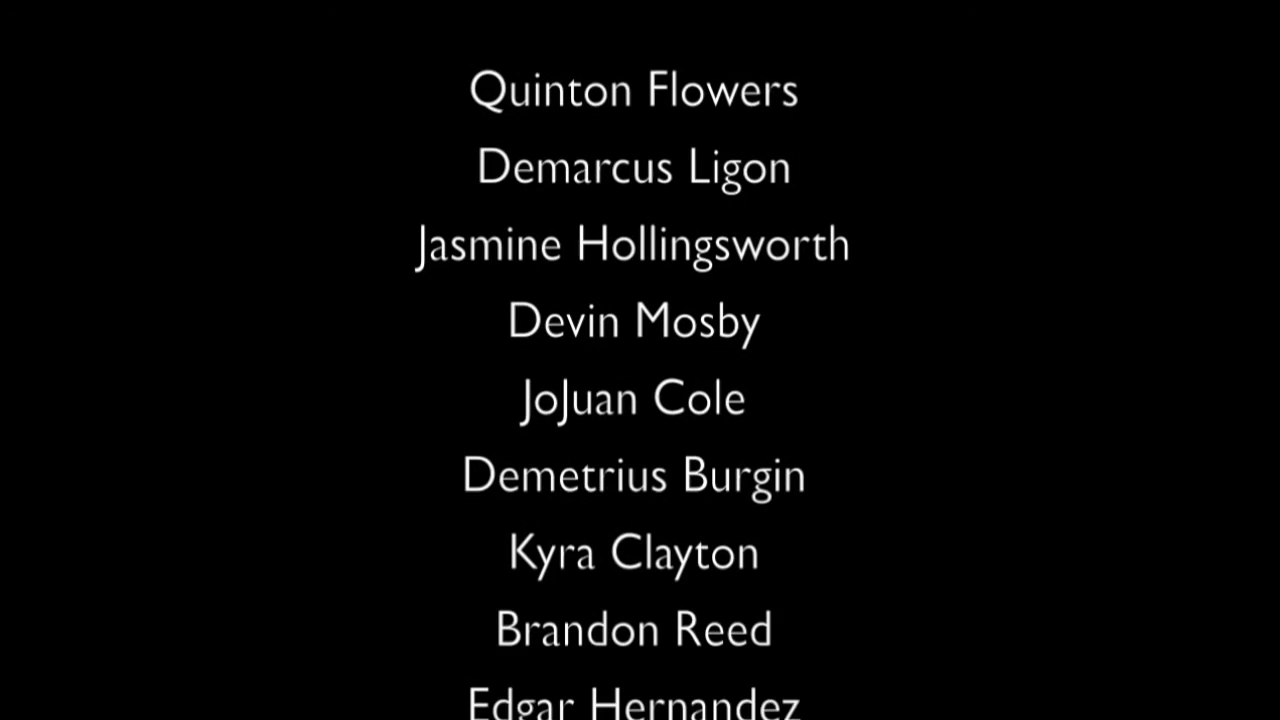 Quinton Flowers
Demarcus Ligon
Jasmine Hollingsworth
Devin Mosby
JoJuan Cole
Demetrius Burgin
Kyra Clayton
Brandon Reed
Edgar Hernandez